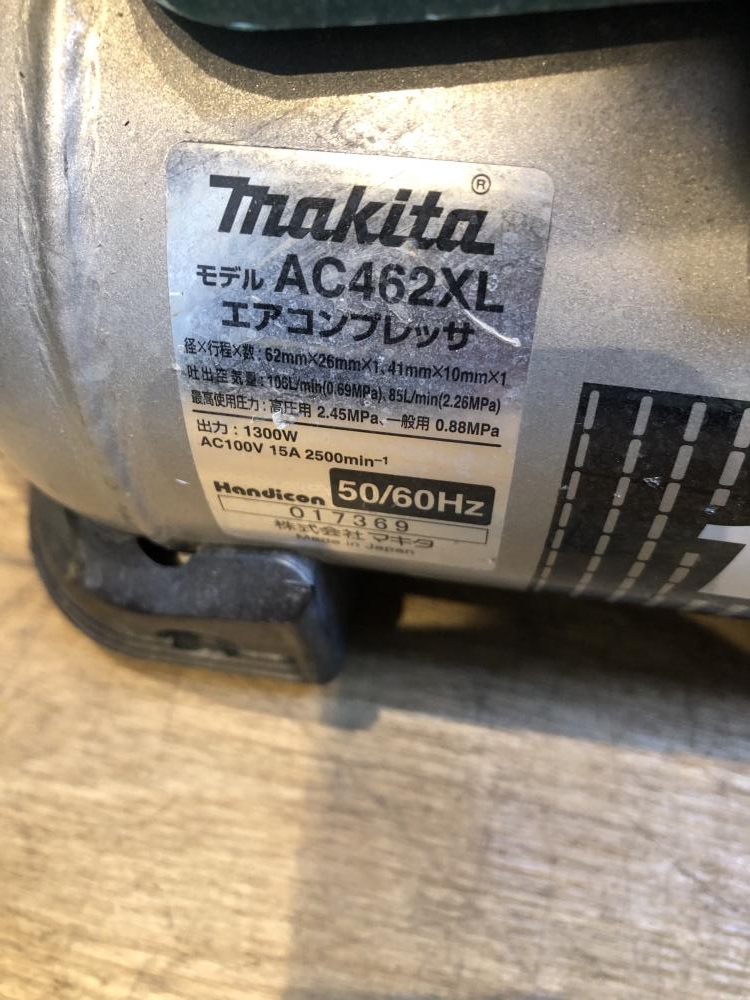 makita®
モデル AC462XL
エアコンプレッサ
径×行程×数:62mm×26mm×1、41mm×10mm×1
吐出空気量:106L/min(0.69MPa)、85L/min(2.26MPa)
最高使用圧力:高圧用 2.45MPa、一般用 0.88MPa
出力:1300W
AC100V 15A 2500min⁻¹
Handicon 50/60Hz
017369
株式会社 マキタ
Made in Japan